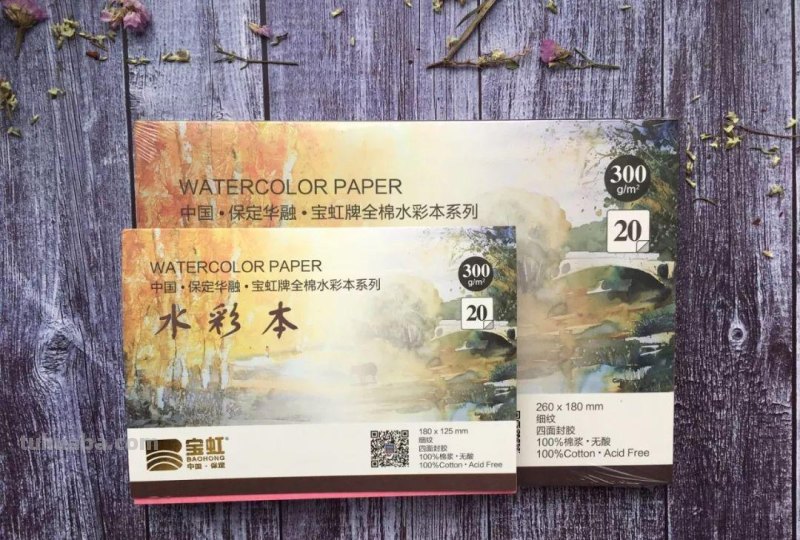 WATERCOLOR PAPER
中国・保定华融・宝虹牌全棉水彩本系列
300
g/m²
20
260 x 180 mm
细纹
四面封胶
100%棉浆・无酸
100%Cotton・Acid Free
WATERCOLOR PAPER
中国・保定华融・宝虹牌全棉水彩本系列
水彩本
300
g/m²
20
宝虹®
BAOHONG
中国・保定
180 x 125 mm
细纹
四面封胶
100%棉浆・无酸
100%Cotton・Acid Free